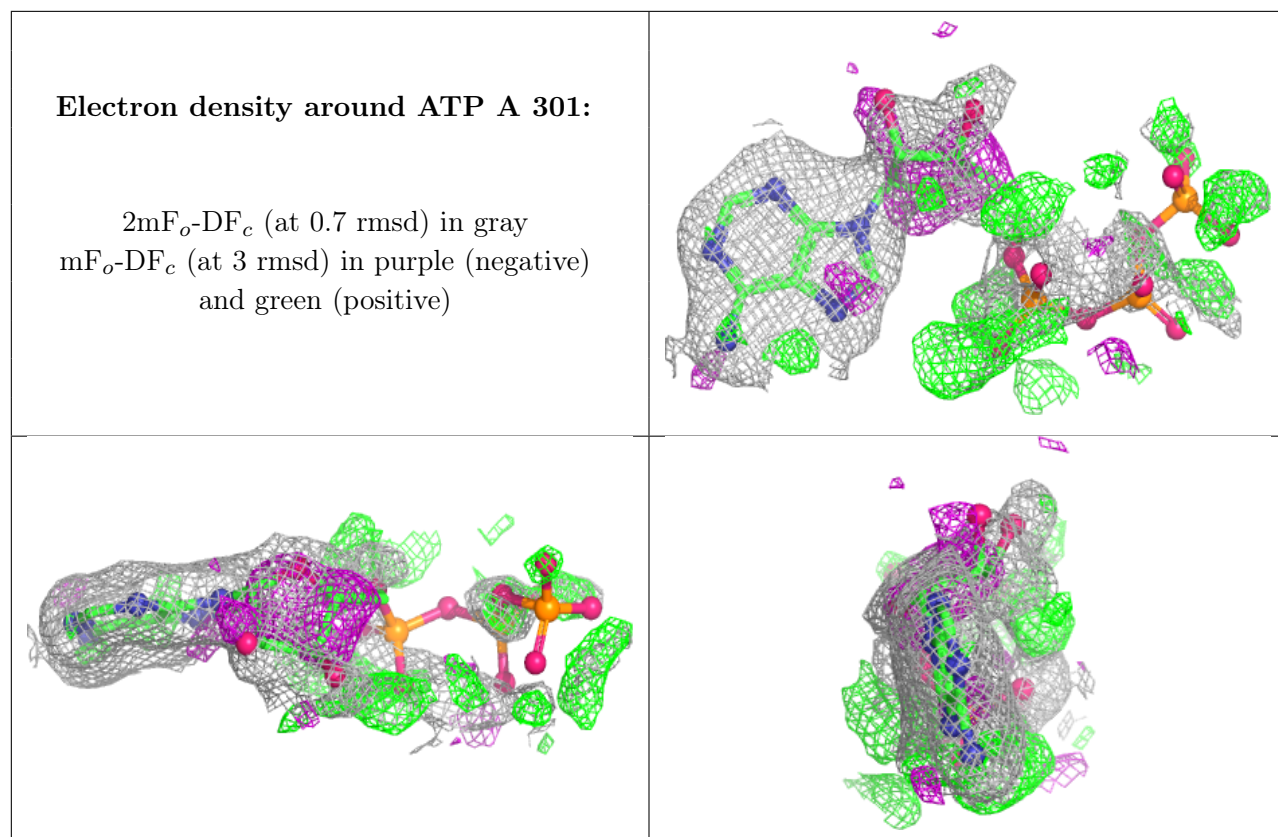 Electron density around ATP A 301:
2mFₒ-DF𝒸 (at 0.7 rmsd) in gray
mFₒ-DF𝒸 (at 3 rmsd) in purple (negative)
and green (positive)